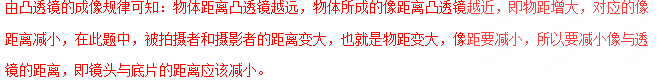 由凸透镜的成像规律可知：物体距离凸透镜越远，物体所成的像距离凸透镜越近，即物距增大，对应的像
距离减小，在此题中，被拍摄者和摄影者的距离变大，也就是物距变大，像距要减小，所以要减小像与透
镜的距离，即镜头与底片的距离应该减小。